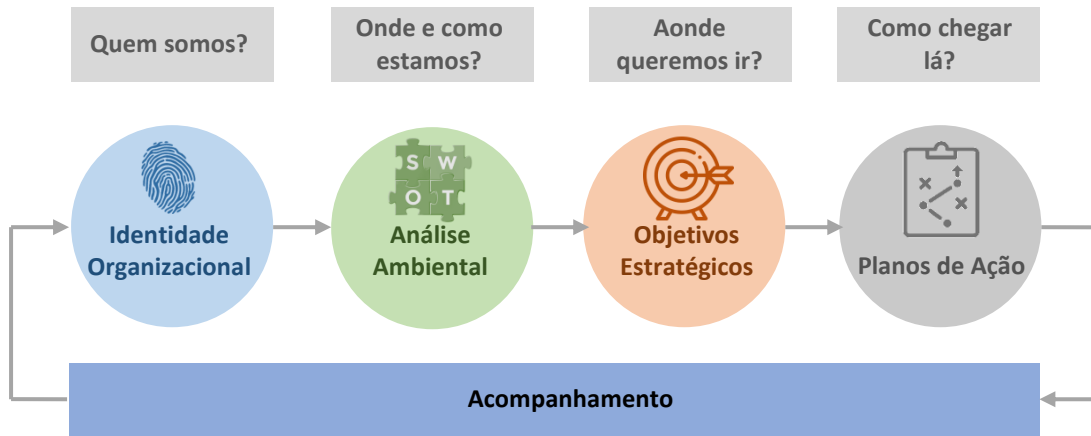 Quem somos?
Onde e como
estamos?
Aonde
queremos ir?
Como chegar
lá?
S W
O T
Identidade
Organizacional
Análise
Ambiental
Objetivos
Estratégicos
Planos de Ação
Acompanhamento